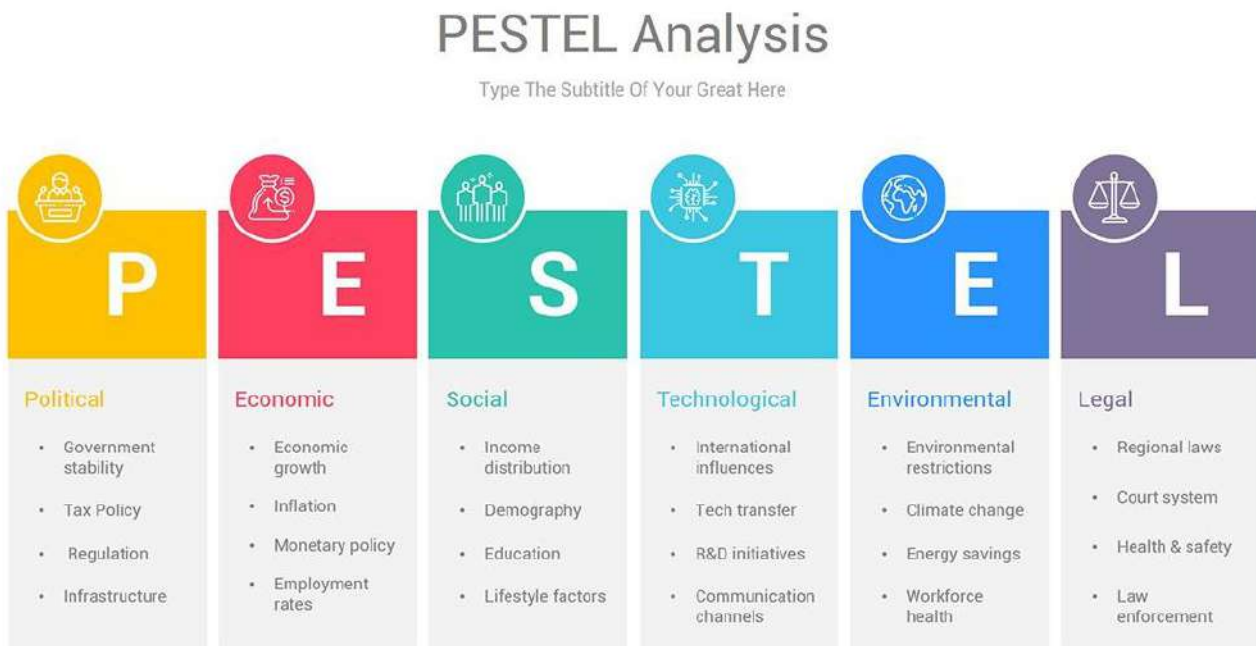 PESTEL Analysis
Type The Subtitle Of Your Great Here
P
E
S
T
E
L
Political
• Government
stability
• Tax Policy
• Regulation
• Infrastructure
Economic
• Economic
growth
• Inflation
• Monetary policy
• Employment
rates
Social
• Income
distribution
• Demography
• Education
• Lifestyle factors
Technological
• International
influences
• Tech transfer
• R&D initiatives
• Communication
channels
Environmental
• Environmental
restrictions
• Climate change
• Energy savings
• Workforce
health
Legal
• Regional laws
• Court system
• Health & safety
• Law
enforcement